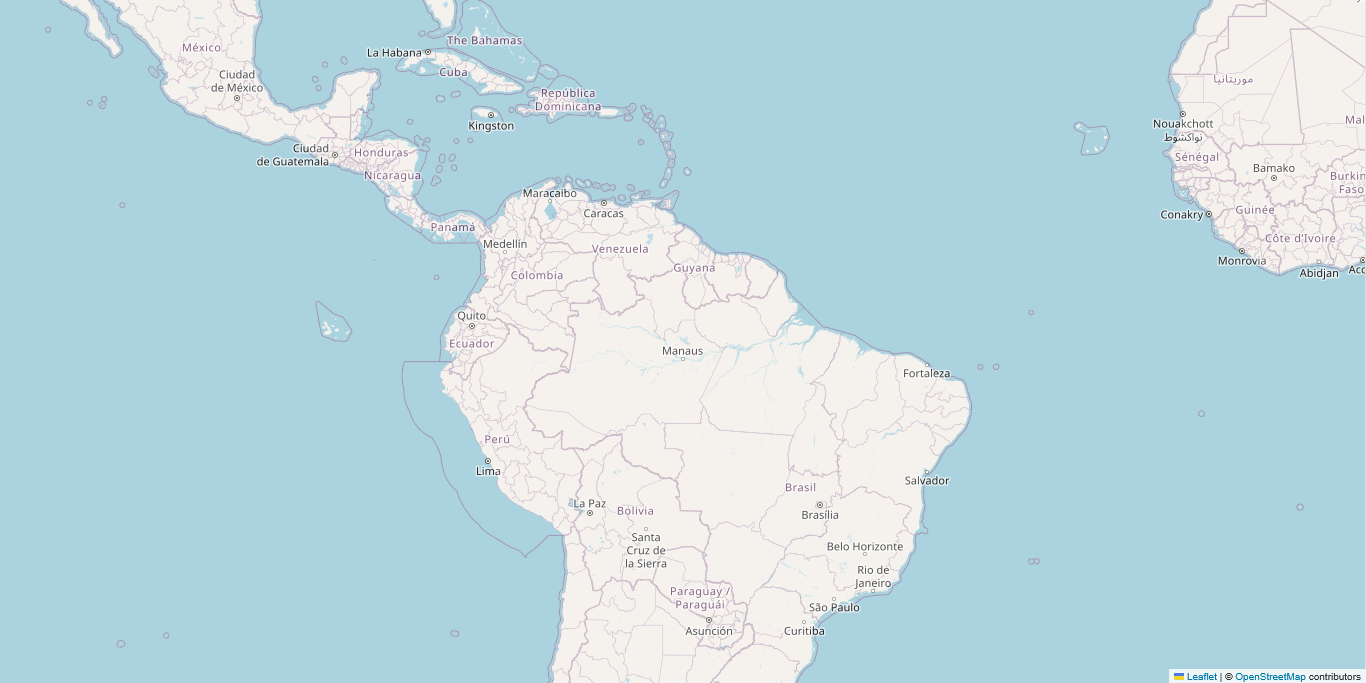 The Bahamas
México
La Habana
Cuba
Ciudad
de México
موريتانيا
República
Dominicana
Kingston
Nouakchott
نواكشوط
Mal
Ciudad
de Guatemala
Honduras
Sénégal
Bamako
Nicaragua
Burkin
Faso
Maracaibo
Caracas
Conakry
Guinée
Panamá
Medellín
Venezuela
Côte d'Ivoire
Monrovia
Abidjan
Acc
Colombia
Guyana
Quito
Ecuador
Manaus
Fortaleza
Perú
Lima
Salvador
Brasil
La Paz
Bolivia
Brasília
Santa
Cruz de
la Sierra
Belo Horizonte
Rio de
Janeiro
Paraguay /
Paraguái
São Paulo
Asunción
Curitiba
Leaflet | © OpenStreetMap contributors